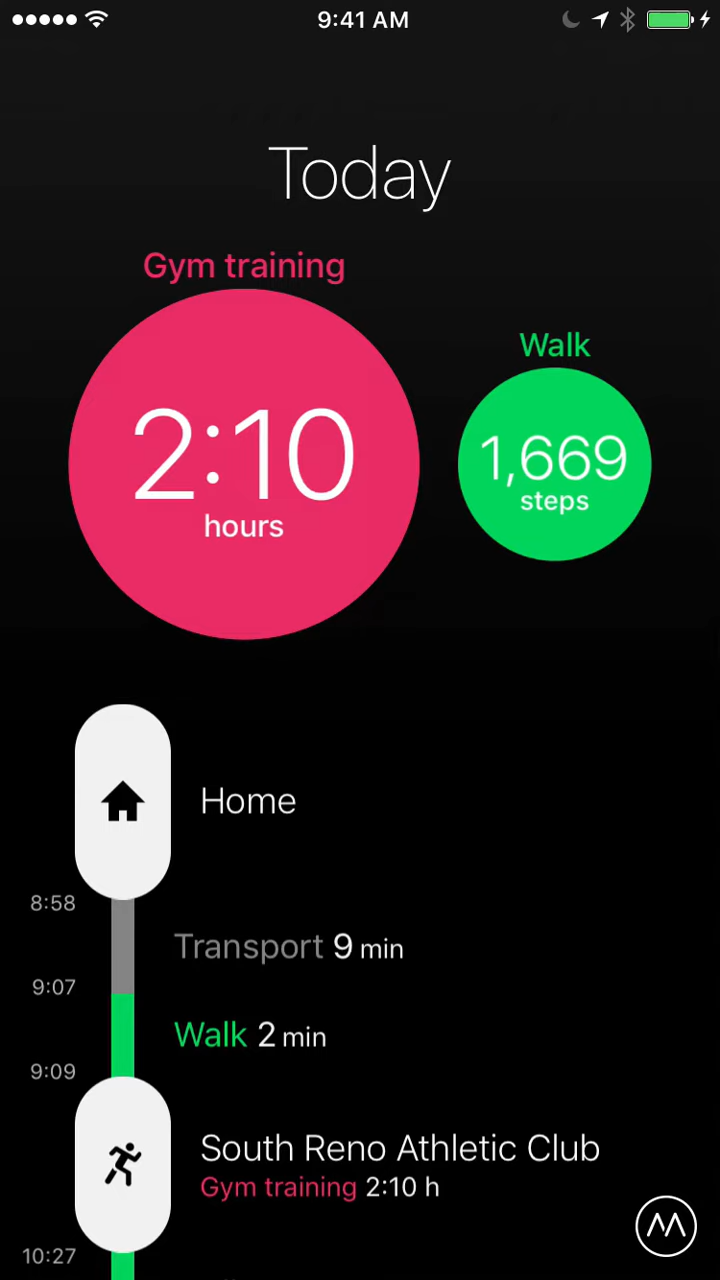 9:41 AM
Today
Gym training
2:10
hours
Walk
1,669
steps
Home
8:58
Transport 9 min
9:07
Walk 2 min
9:09
South Reno Athletic Club
Gym training 2:10 h
10:27